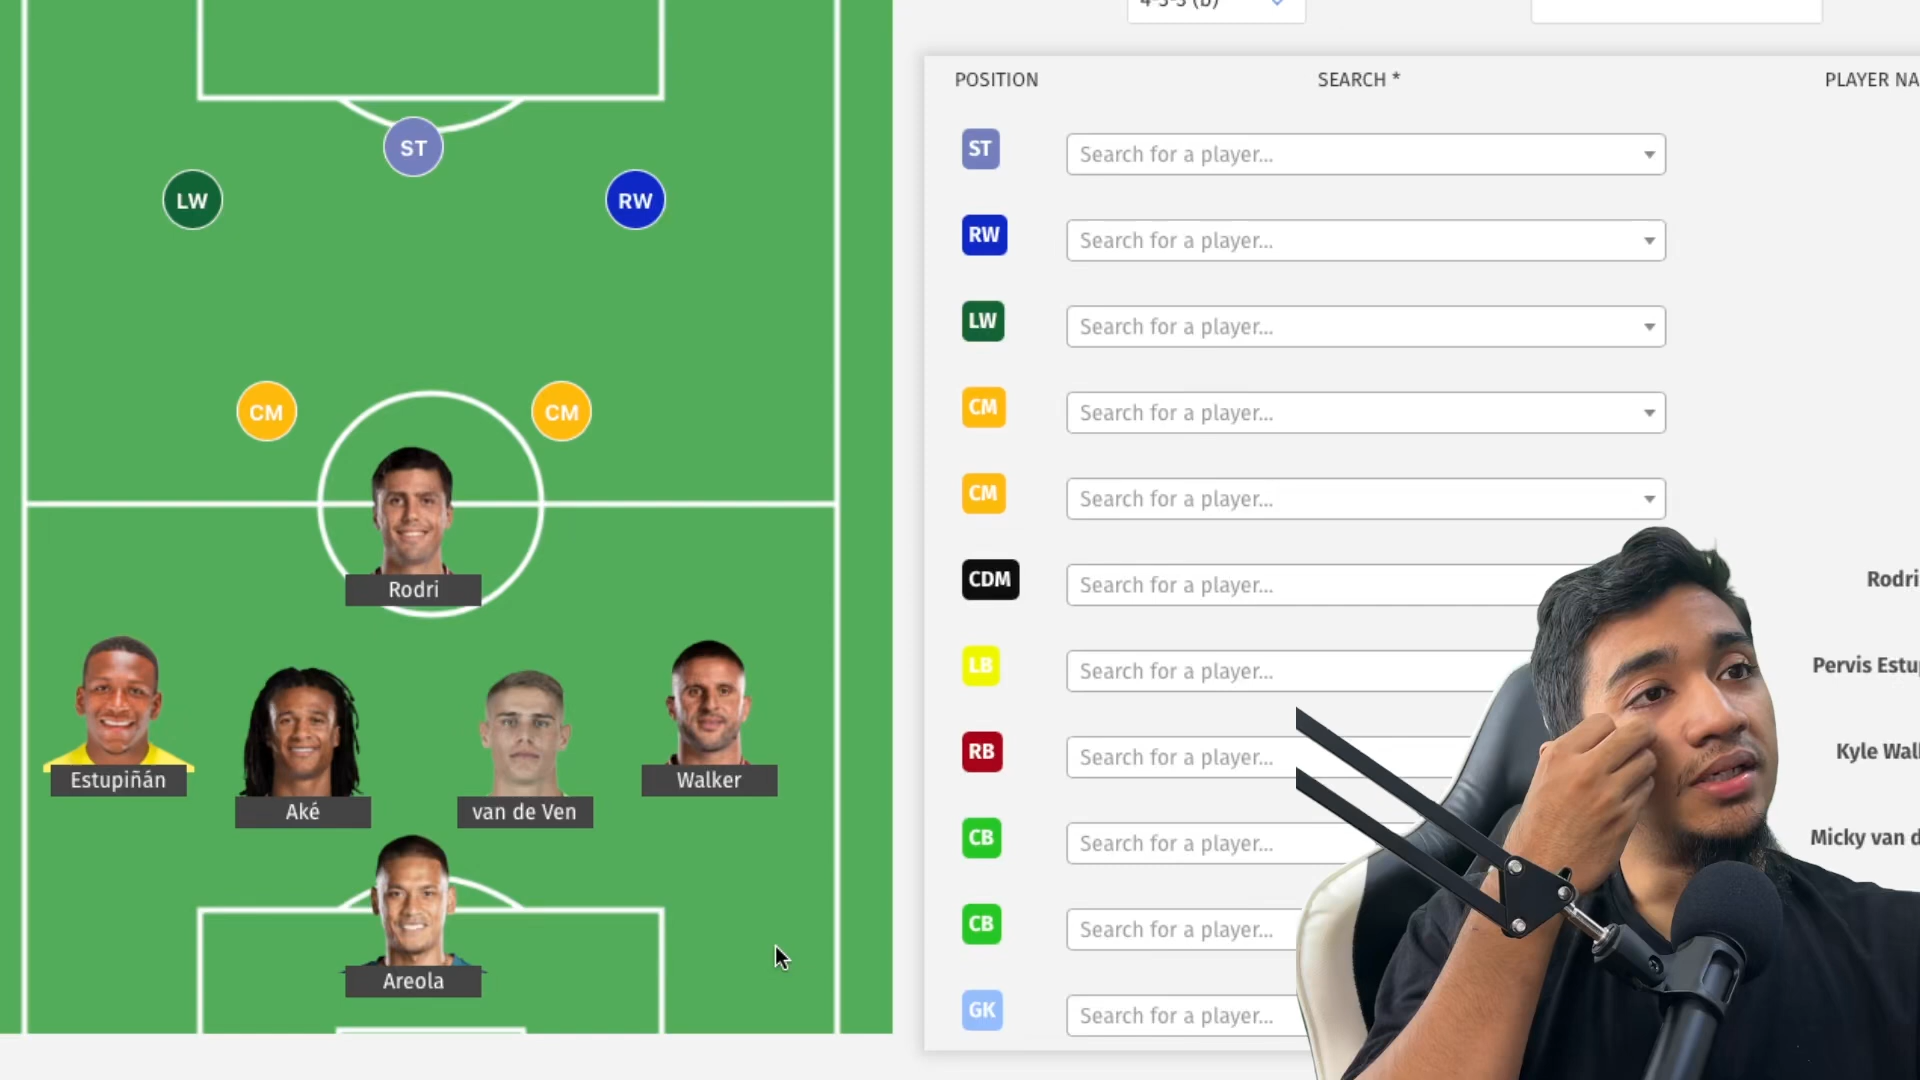 4-3-3 (b)
POSITION
SEARCH *
PLAYER NA
ST
Search for a player...
RW
Search for a player...
LW
Search for a player...
CM
Search for a player...
CM
Search for a player...
CDM
Search for a player...
Rodri
LB
Search for a player...
Pervis Estu
RB
Search for a player...
Kyle Wal
CB
Search for a player...
Micky van d
CB
Search for a player...
GK
Search for a player...
ST
LW
RW
CM
CM
Rodri
Estupiñán
Aké
van de Ven
Walker
Areola